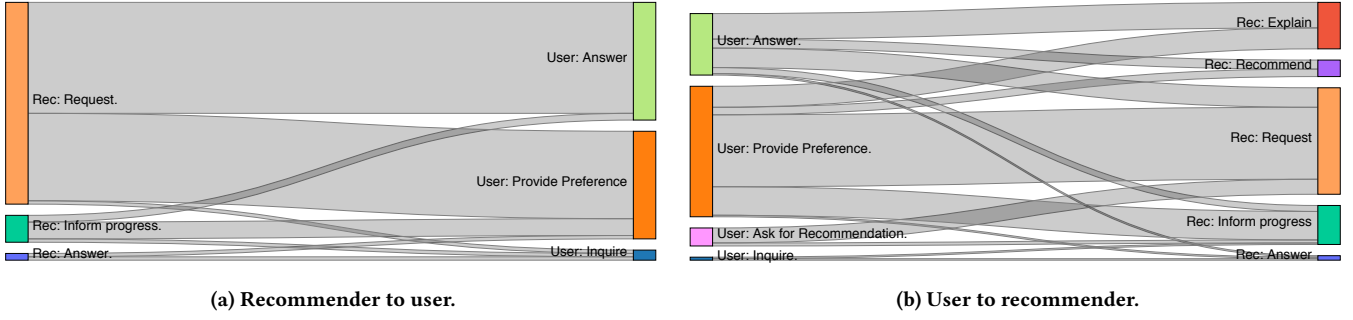 User: Answer
Rec: Request.
User: Provide Preference
Rec: Inform progress.
Rec: Answer.
User: Inquire
(a) Recommender to user.
Rec: Explain
User: Answer.
Rec: Recommend
Rec: Request
User: Provide Preference.
Rec: Inform progress
User: Ask for Recommendation.
User: Inquire.
Rec: Answer
(b) User to recommender.